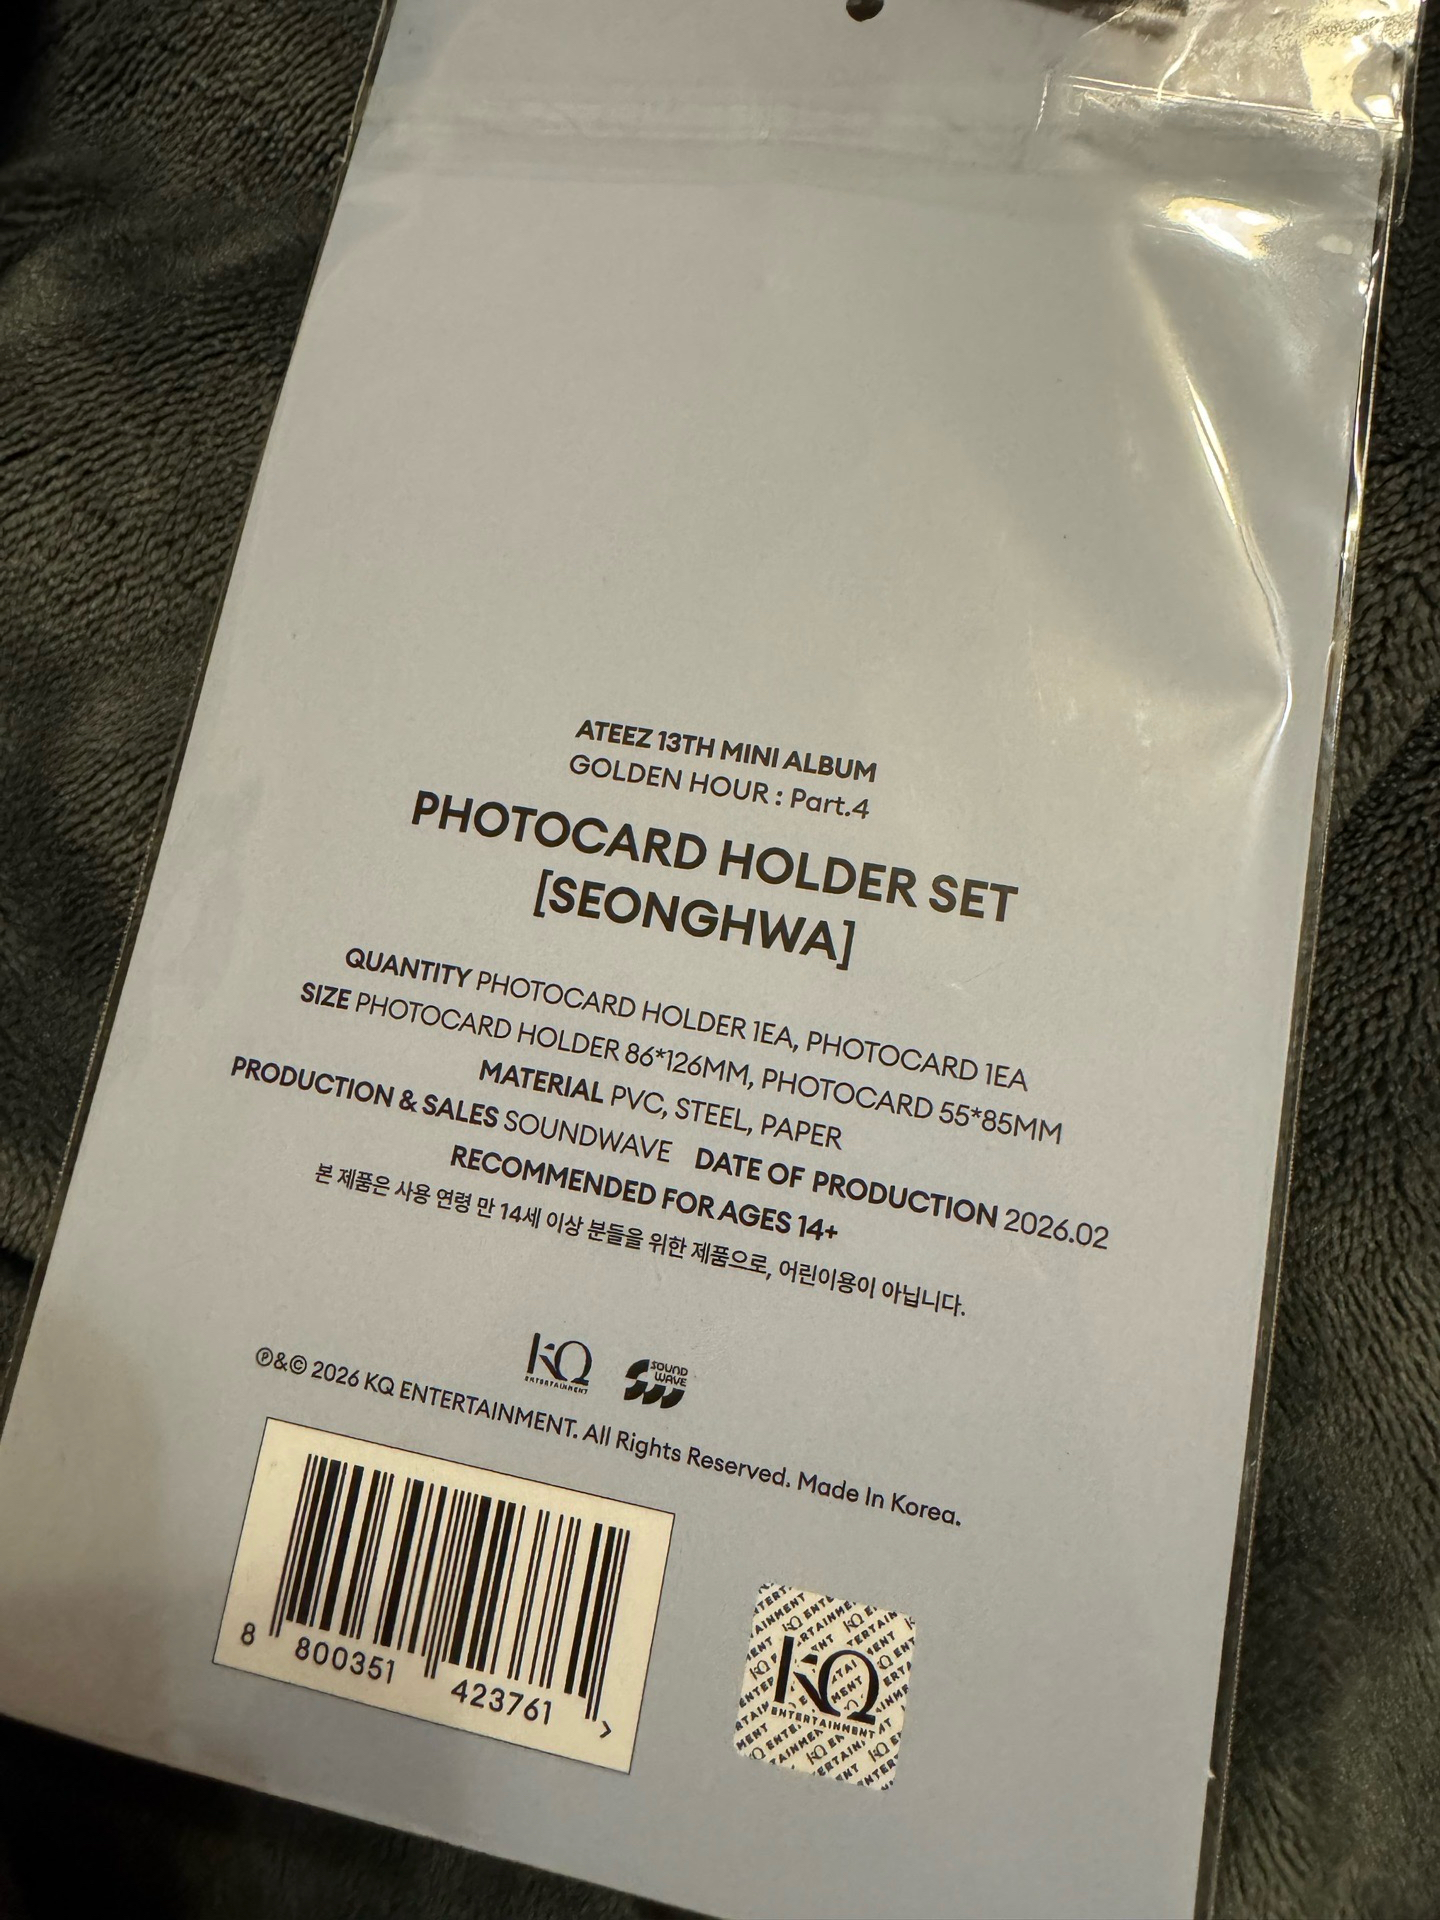 ATEEZ 13TH MINI ALBUM
GOLDEN HOUR : Part.4
PHOTOCARD HOLDER SET
[SEONGHWA]
QUANTITY PHOTOCARD HOLDER 1EA, PHOTOCARD 1EA
SIZE PHOTOCARD HOLDER 86*126MM, PHOTOCARD 55*85MM
MATERIAL PVC, STEEL, PAPER
PRODUCTION & SALES SOUNDWAVE DATE OF PRODUCTION 2026.02
RECOMMENDED FOR AGES 14+
본 제품은 사용 연령 만 14세 이상 분들을 위한 제품으로, 어린이용이 아닙니다.
KQ
ENTERTAINMENT
SOUND
WAVE
℗&© 2026 KQ ENTERTAINMENT. All Rights Reserved. Made In Korea.
8 800351 423761 >
KQ
ENTERTAINMENT